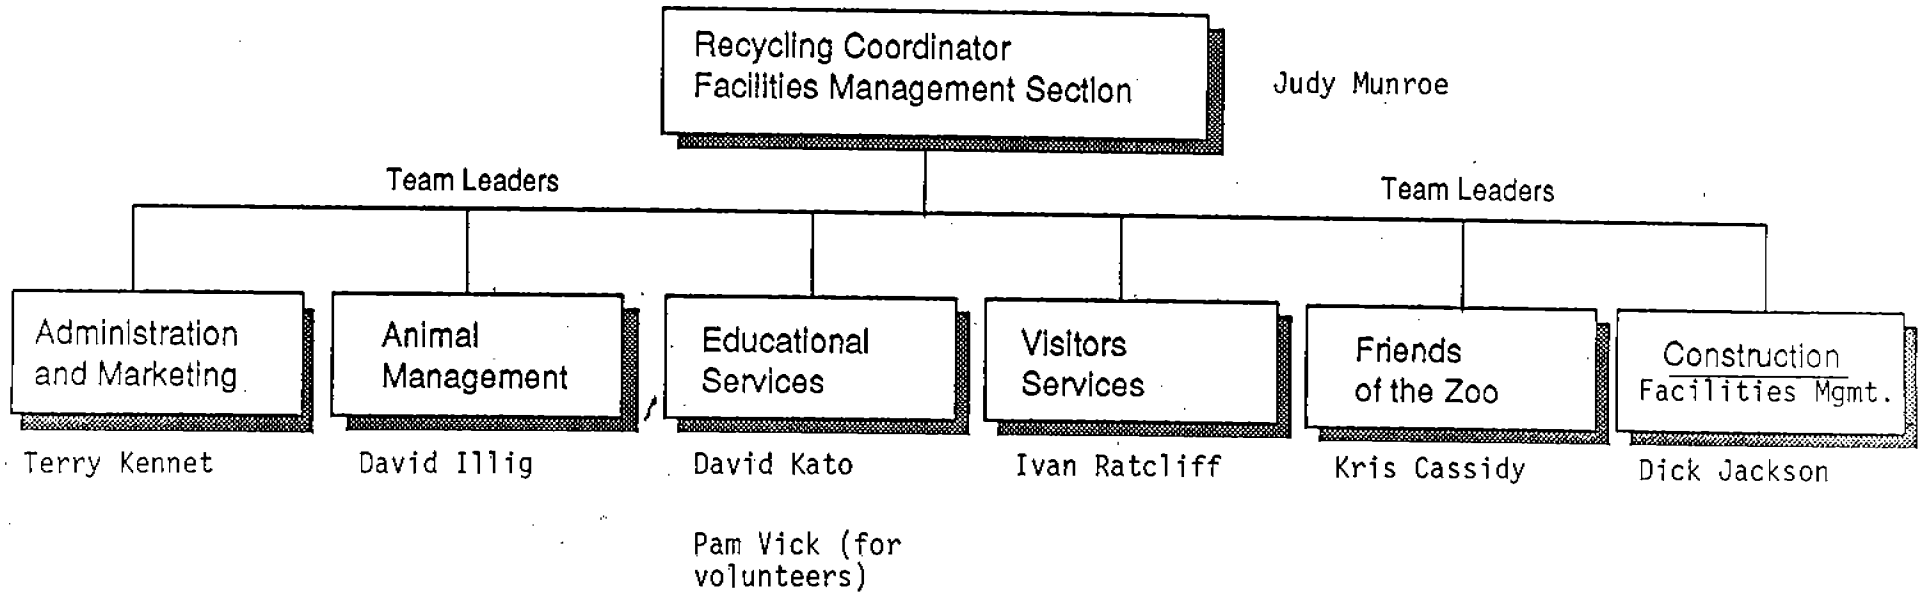 Recycling Coordinator
Facilities Management Section
Judy Munroe
Team Leaders
Team Leaders
Administration
and Marketing
Terry Kennet
Animal
Management
David Illig
Educational
Services
David Kato
Pam Vick (for
volunteers)
Visitors
Services
Ivan Ratcliff
Friends
of the Zoo
Kris Cassidy
Construction
Facilities Mgmt.
Dick Jackson